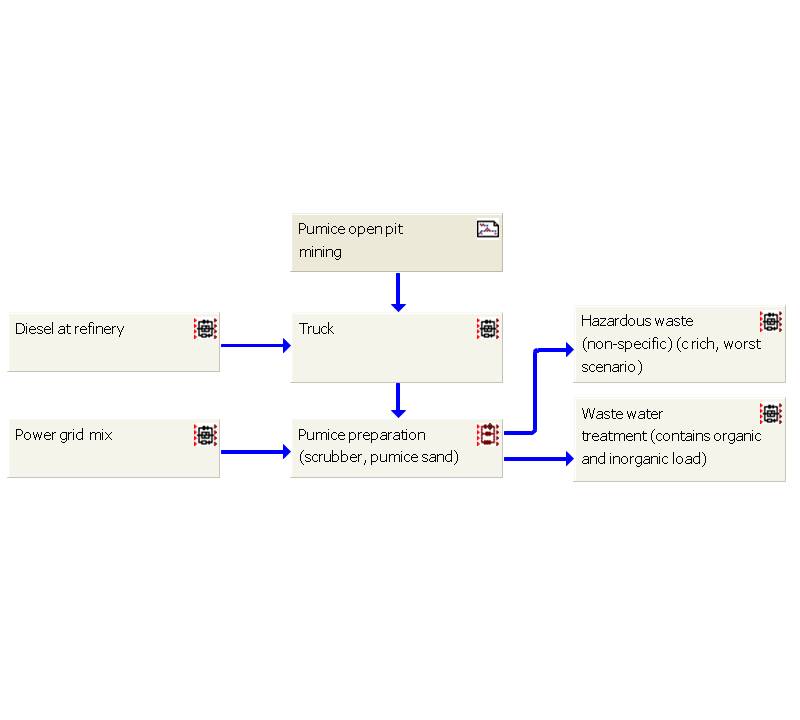 Pumice open pit
mining
Diesel at refinery
Truck
Hazardous waste
(non-specific) (c rich, worst
scenario)
Power grid mix
Pumice preparation
(scrubber, pumice sand)
Waste water
treatment (contains organic
and inorganic load)